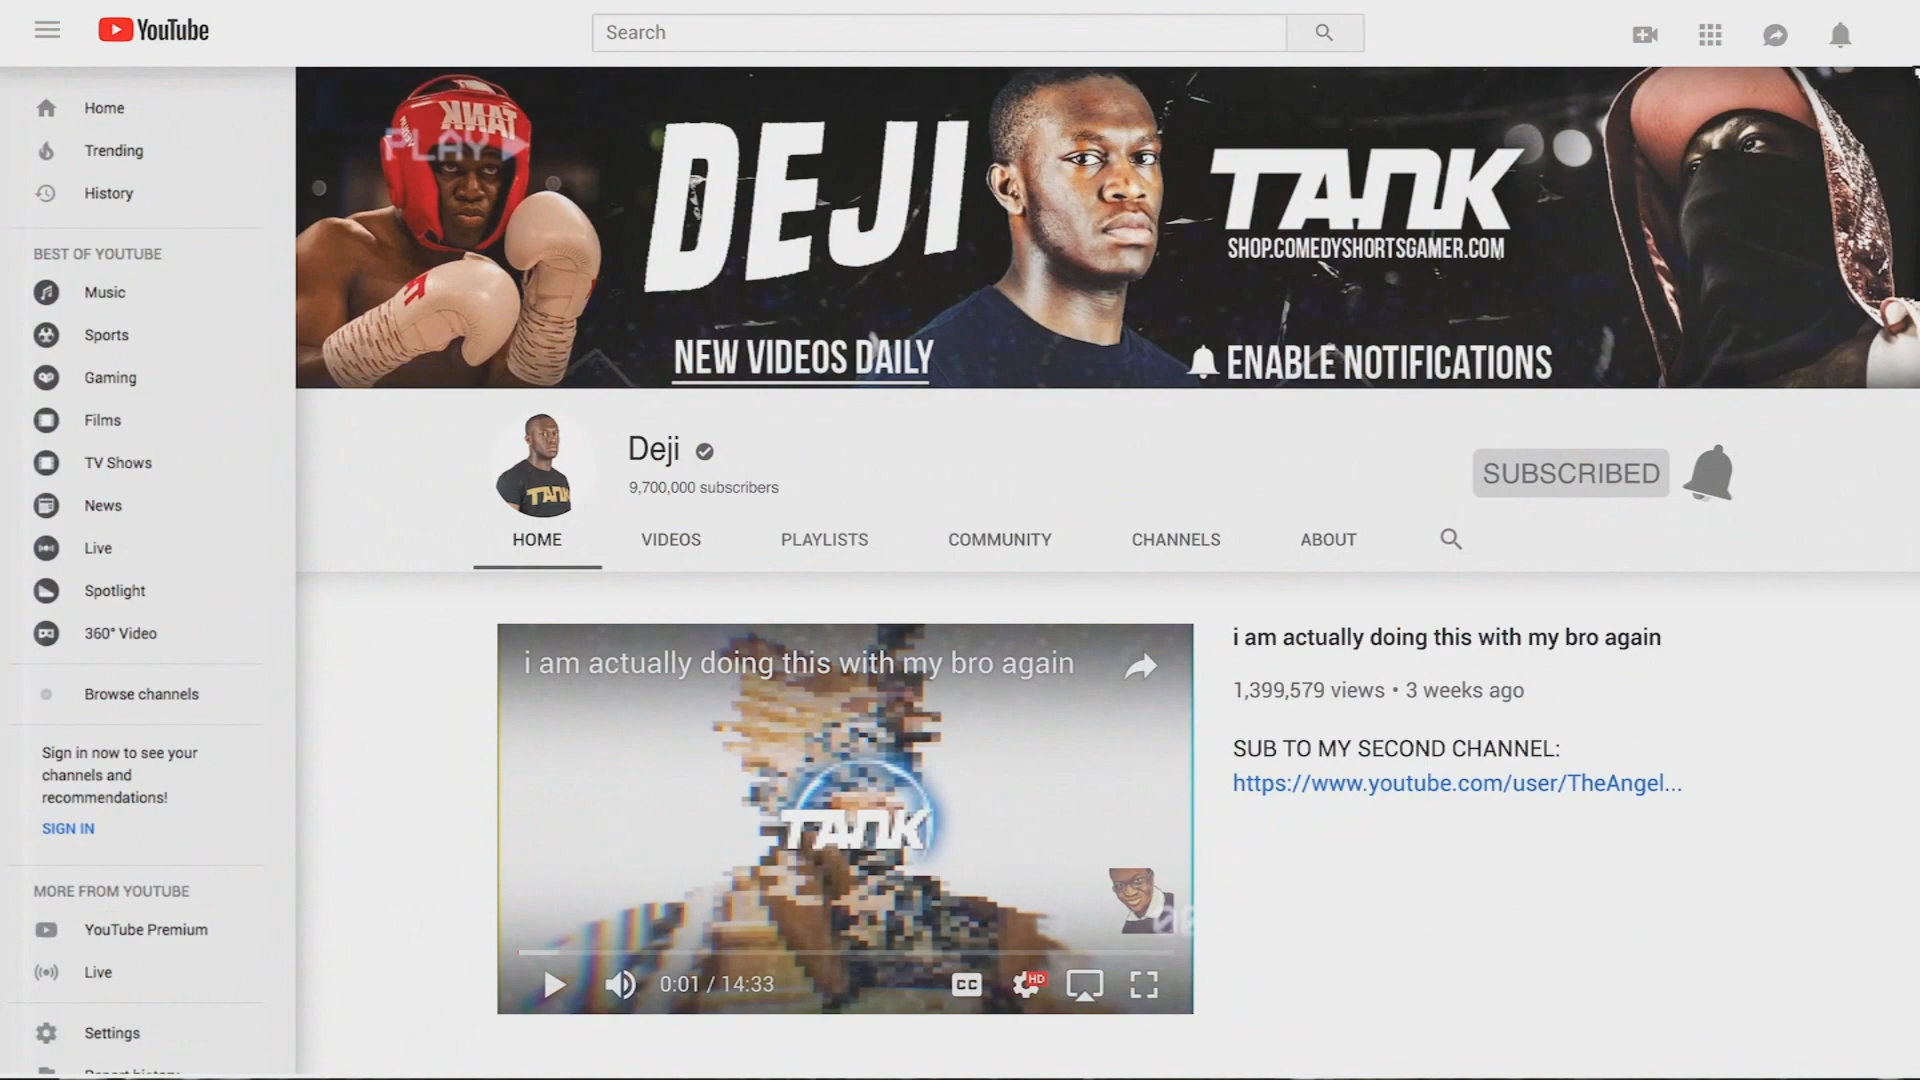 YouTube
Search
Home
Trending
History
BEST OF YOUTUBE
Music
Sports
Gaming
Films
TV Shows
News
Live
Spotlight
360° Video
Browse channels
Sign in now to see your
channels and
recommendations!
SIGN IN
MORE FROM YOUTUBE
YouTube Premium
Live
Settings
Report history
TANK
PLAY
DEJI
NEW VIDEOS DAILY
TANK
SHOP.COMEDYSHORTSGAMER.COM
ENABLE NOTIFICATIONS
TANK
Deji
9,700,000 subscribers
SUBSCRIBED
HOME
VIDEOS
PLAYLISTS
COMMUNITY
CHANNELS
ABOUT
i am actually doing this with my bro again
TANK
0:01 / 14:33
CC
HD
i am actually doing this with my bro again
1,399,579 views • 3 weeks ago
SUB TO MY SECOND CHANNEL:
https://www.youtube.com/user/TheAngel...